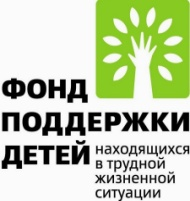 ФОНД
ПОДДЕРЖКИ
ДЕТЕЙ
находящихся
в трудной
жизненной
ситуации